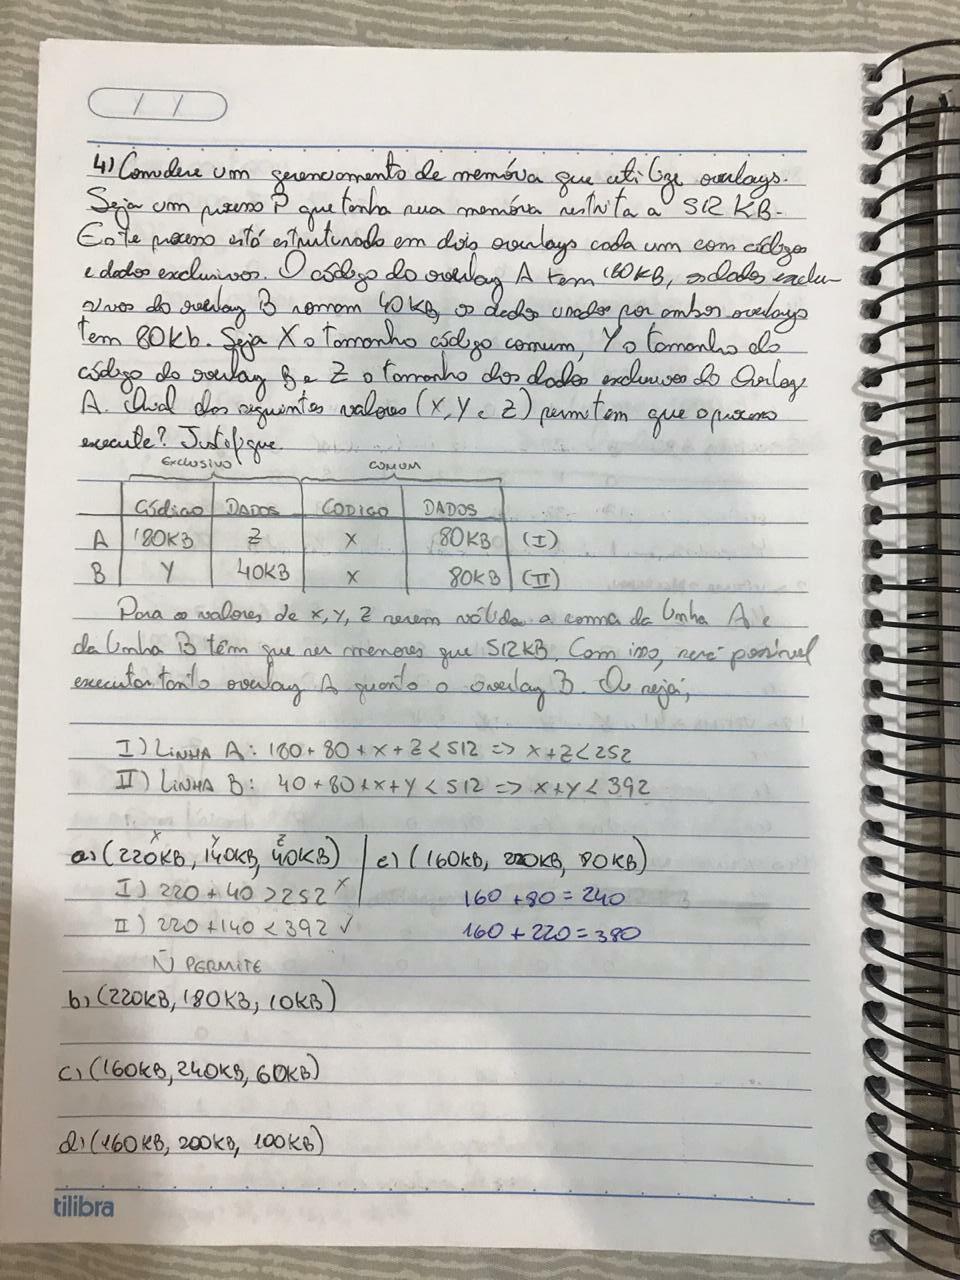 4) Considere um gerenciamento de memória que utilize overlays.
Seja um processo P que tenha sua memória restrita a 512 KB.
Este processo está estruturado em dois overlays cada um com códigos
e dados exclusivos. O código do overlay A tem 180KB, os dados exclu-
sivos do overlay B somam 40KB, os dados usados por ambos overlays
tem 80Kb. Seja X o tamanho código comum, Y o tamanho do
código do overlay B e Z o tamanho dos dados exclusivos do Overlay
A. Qual dos seguintes valores (X, Y e Z) permitem que o processo
execute? Justifique.
EXCLUSIVO COMUM
Código DADOS CODIGO DADOS
A 180KB Z X 80KB (I)
B Y 40KB X 80KB (II)
Para os valores de x, y, z serem válidos a soma da linha A e
da linha B têm que ser menores que 512KB. Com isso, será possível
executar tanto overlay A quanto o overlay B. Ou seja;
I) LINHA A: 180 + 80 + x + z < 512 => x + z < 252
II) LINHA B: 40 + 80 + x + y < 512 => x + y < 392
X Y Z
a) (220KB, 140KB, 40KB) e) (160KB, 220KB, 80KB)
I) 220 + 40 > 252 x 160 + 80 = 240
II) 220 + 140 < 392 ✓ 160 + 220 = 380
Ñ PERMITE
b) (220KB, 180KB, 10KB)
c) (160KB, 240KB, 60KB)
d) (160KB, 200KB, 100KB)
tilibra